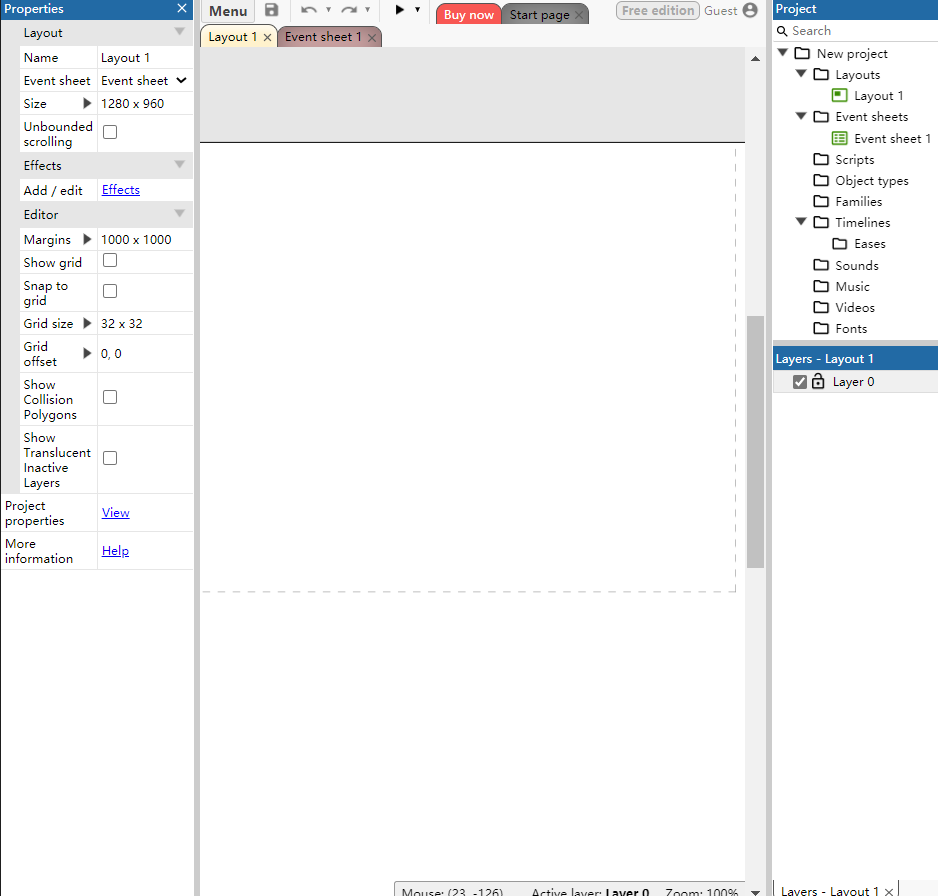 Properties
Layout
Name Layout 1
Event sheet Event sheet
Size 1280 x 960
Unbounded
scrolling
Effects
Add / edit Effects
Editor
Margins 1000 x 1000
Show grid
Snap to
grid
Grid size 32 x 32
Grid
offset 0, 0
Show
Collision
Polygons
Show
Translucent
Inactive
Layers
Project
properties View
More
information Help
Menu Buy now Start page Free edition Guest
Layout 1 Event sheet 1
Mouse: (23, -126) Active layer: Layer 0 Zoom: 100%
Project
Search
New project
Layouts
Layout 1
Event sheets
Event sheet 1
Scripts
Object types
Families
Timelines
Eases
Sounds
Music
Videos
Fonts
Layers - Layout 1
Layer 0
Layers - Layout 1